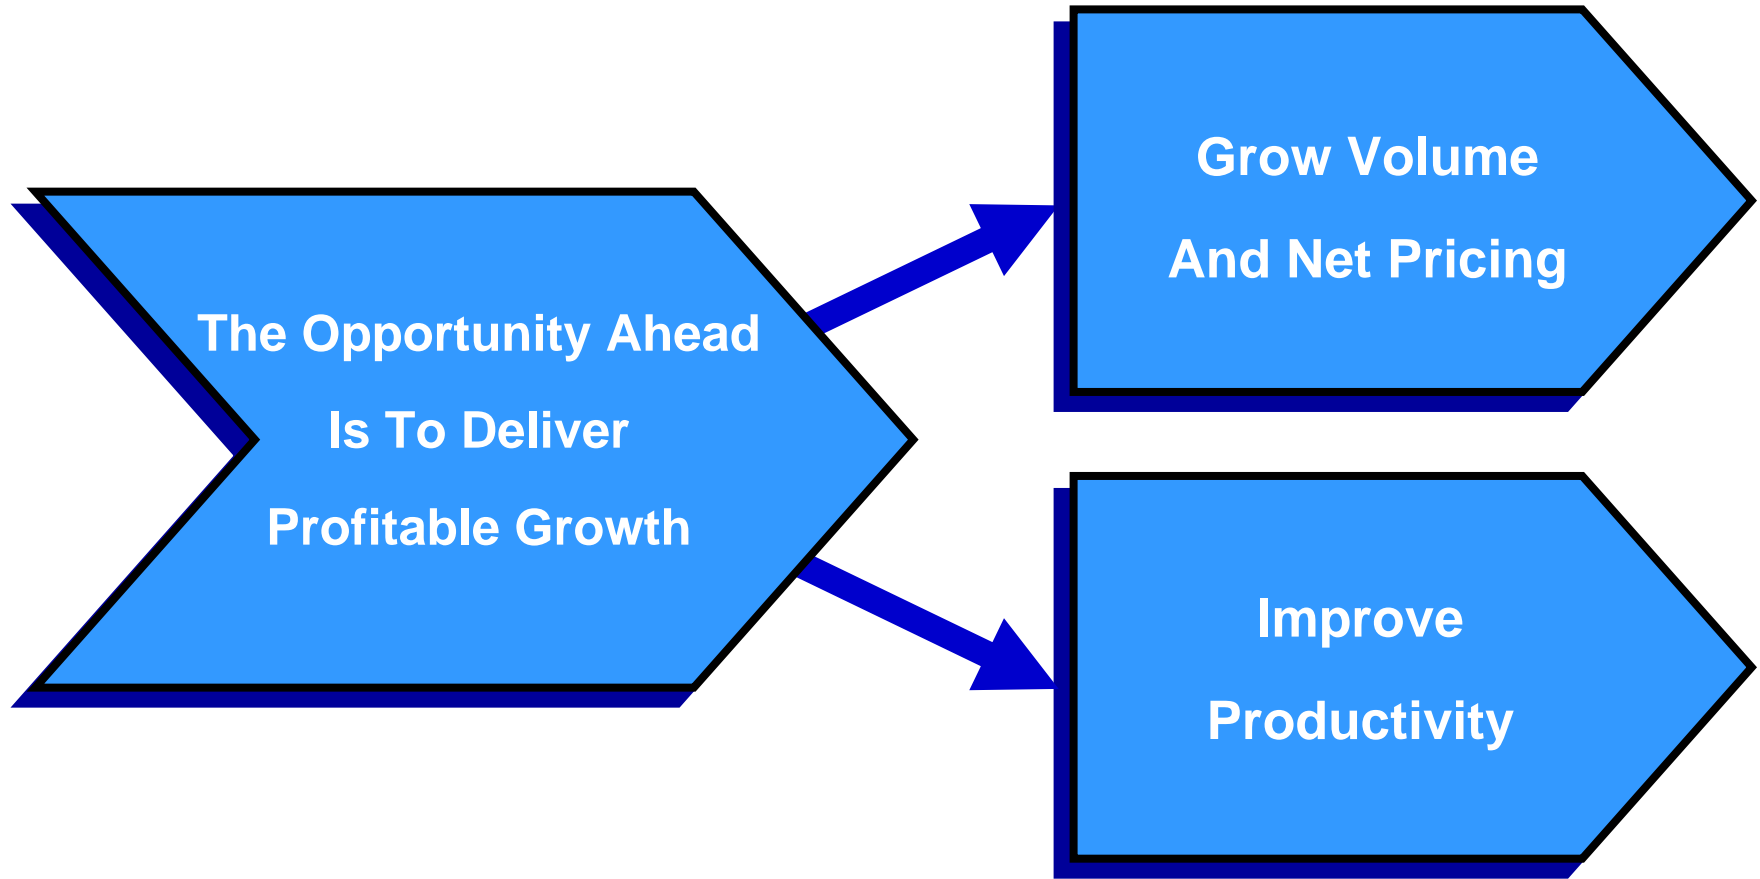 The Opportunity Ahead
Is To Deliver
Profitable Growth
Grow Volume
And Net Pricing
Improve
Productivity